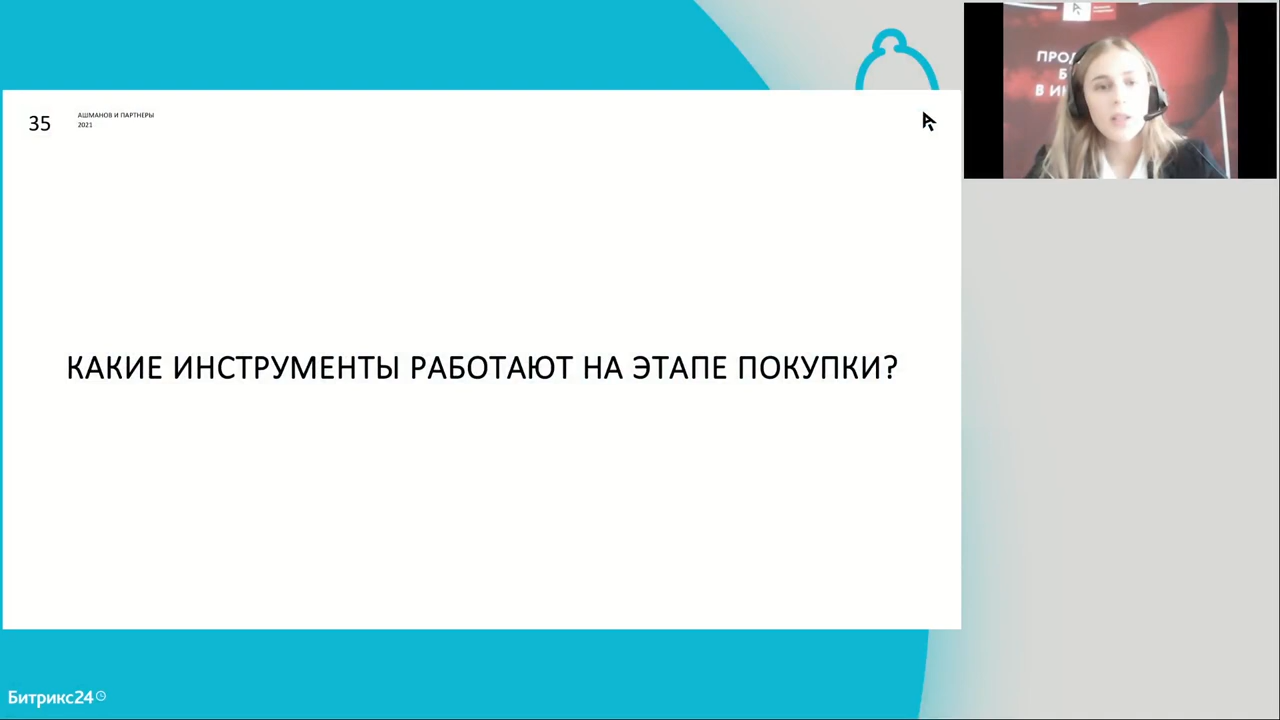 35
АШМАНОВ И ПАРТНЕРЫ
2021
КАКИЕ ИНСТРУМЕНТЫ РАБОТАЮТ НА ЭТАПЕ ПОКУПКИ?
Битрикс24